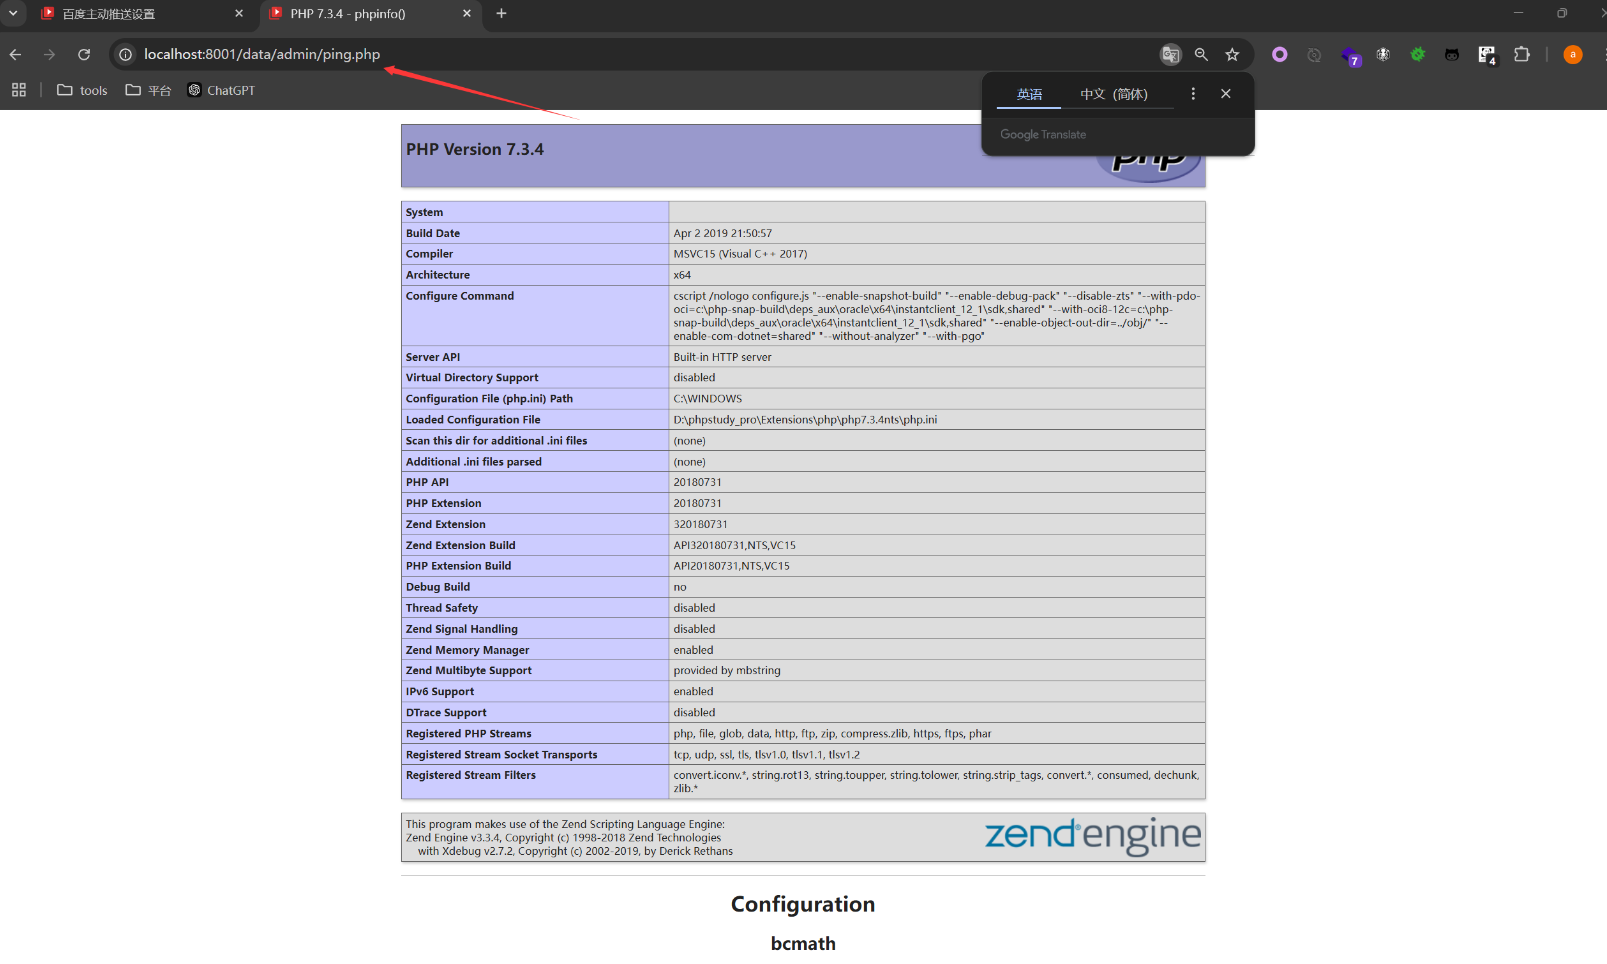 百度主动推送设置
PHP 7.3.4 - phpinfo()
localhost:8001/data/admin/ping.php
7
4
a
tools
平台
ChatGPT
英语
中文（简体）
Google Translate
PHP Version 7.3.4
php
System
Build Date Apr 2 2019 21:50:57
Compiler MSVC15 (Visual C++ 2017)
Architecture x64
Configure Command cscript /nologo configure.js "--enable-snapshot-build" "--enable-debug-pack" "--disable-zts" "--with-pdo-
oci=c:\php-snap-build\deps_aux\oracle\x64\instantclient_12_1\sdk,shared" "--with-oci8-12c=c:\php-
snap-build\deps_aux\oracle\x64\instantclient_12_1\sdk,shared" "--enable-object-out-dir=../obj/" "--
enable-com-dotnet=shared" "--without-analyzer" "--with-pgo"
Server API Built-in HTTP server
Virtual Directory Support disabled
Configuration File (php.ini) Path C:\WINDOWS
Loaded Configuration File D:\phpstudy_pro\Extensions\php\php7.3.4nts\php.ini
Scan this dir for additional .ini files (none)
Additional .ini files parsed (none)
PHP API 20180731
PHP Extension 20180731
Zend Extension 320180731
Zend Extension Build API320180731,NTS,VC15
PHP Extension Build API20180731,NTS,VC15
Debug Build no
Thread Safety disabled
Zend Signal Handling disabled
Zend Memory Manager enabled
Zend Multibyte Support provided by mbstring
IPv6 Support enabled
DTrace Support disabled
Registered PHP Streams php, file, glob, data, http, ftp, zip, compress.zlib, https, ftps, phar
Registered Stream Socket Transports tcp, udp, ssl, tls, tlsv1.0, tlsv1.1, tlsv1.2
Registered Stream Filters convert.iconv.*, string.rot13, string.toupper, string.tolower, string.strip_tags, convert.*, consumed, dechunk,
zlib.*
This program makes use of the Zend Scripting Language Engine:
Zend Engine v3.3.4, Copyright (c) 1998-2018 Zend Technologies
with Xdebug v2.7.2, Copyright (c) 2002-2019, by Derick Rethans
zend engine
Configuration
bcmath